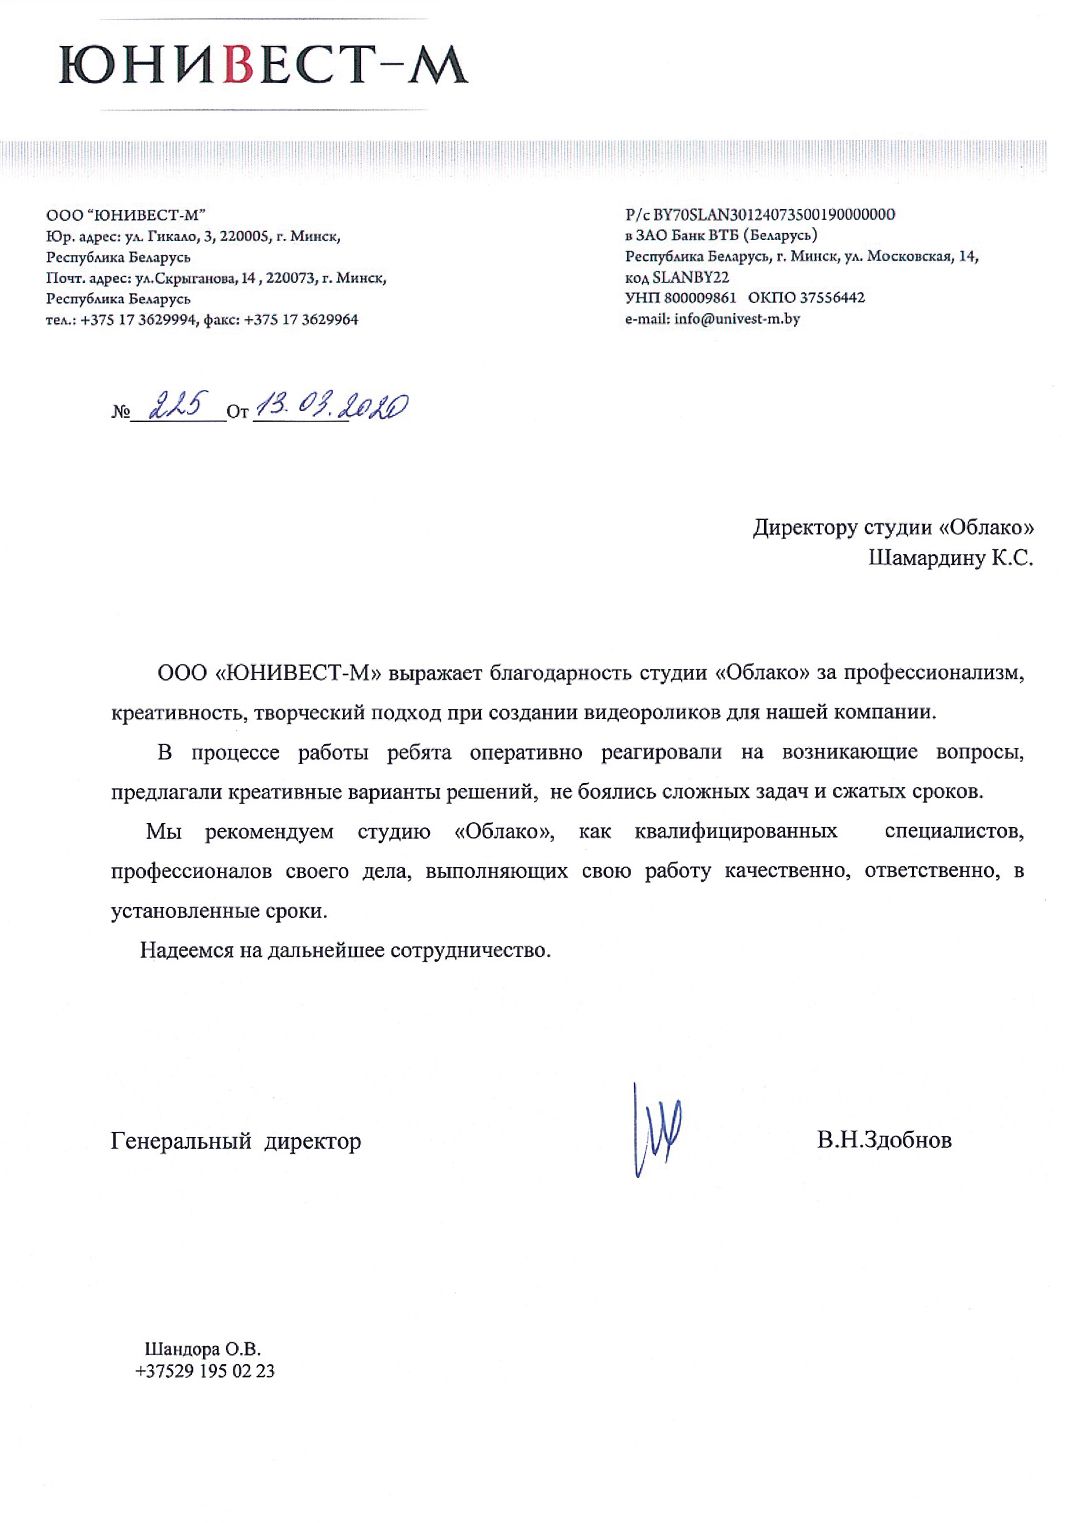 ЮНИВЕСТ-М
ООО “ЮНИВЕСТ-М”
Юр. адрес: ул. Гикало, 3, 220005, г. Минск,
Республика Беларусь
Почт. адрес: ул.Скрыганова, 14 , 220073, г. Минск,
Республика Беларусь
тел.: +375 17 3629994, факс: +375 17 3629964
Р/с BY70SLAN30124073500190000000
в ЗАО Банк ВТБ (Беларусь)
Республика Беларусь, г. Минск, ул. Московская, 14,
код SLANBY22
УНП 800009861 ОКПО 37556442
e-mail: info@univest-m.by
№ 225 От 13.03.2020
Директору студии «Облако»
Шамардину К.С.
ООО «ЮНИВЕСТ-М» выражает благодарность студии «Облако» за профессионализм,
креативность, творческий подход при создании видеороликов для нашей компании.
В процессе работы ребята оперативно реагировали на возникающие вопросы,
предлагали креативные варианты решений, не боялись сложных задач и сжатых сроков.
Мы рекомендуем студию «Облако», как квалифицированных специалистов,
профессионалов своего дела, выполняющих свою работу качественно, ответственно, в
установленные сроки.
Надеемся на дальнейшее сотрудничество.
Генеральный директор В.Н.Здобнов
Шандора О.В.
+37529 195 02 23